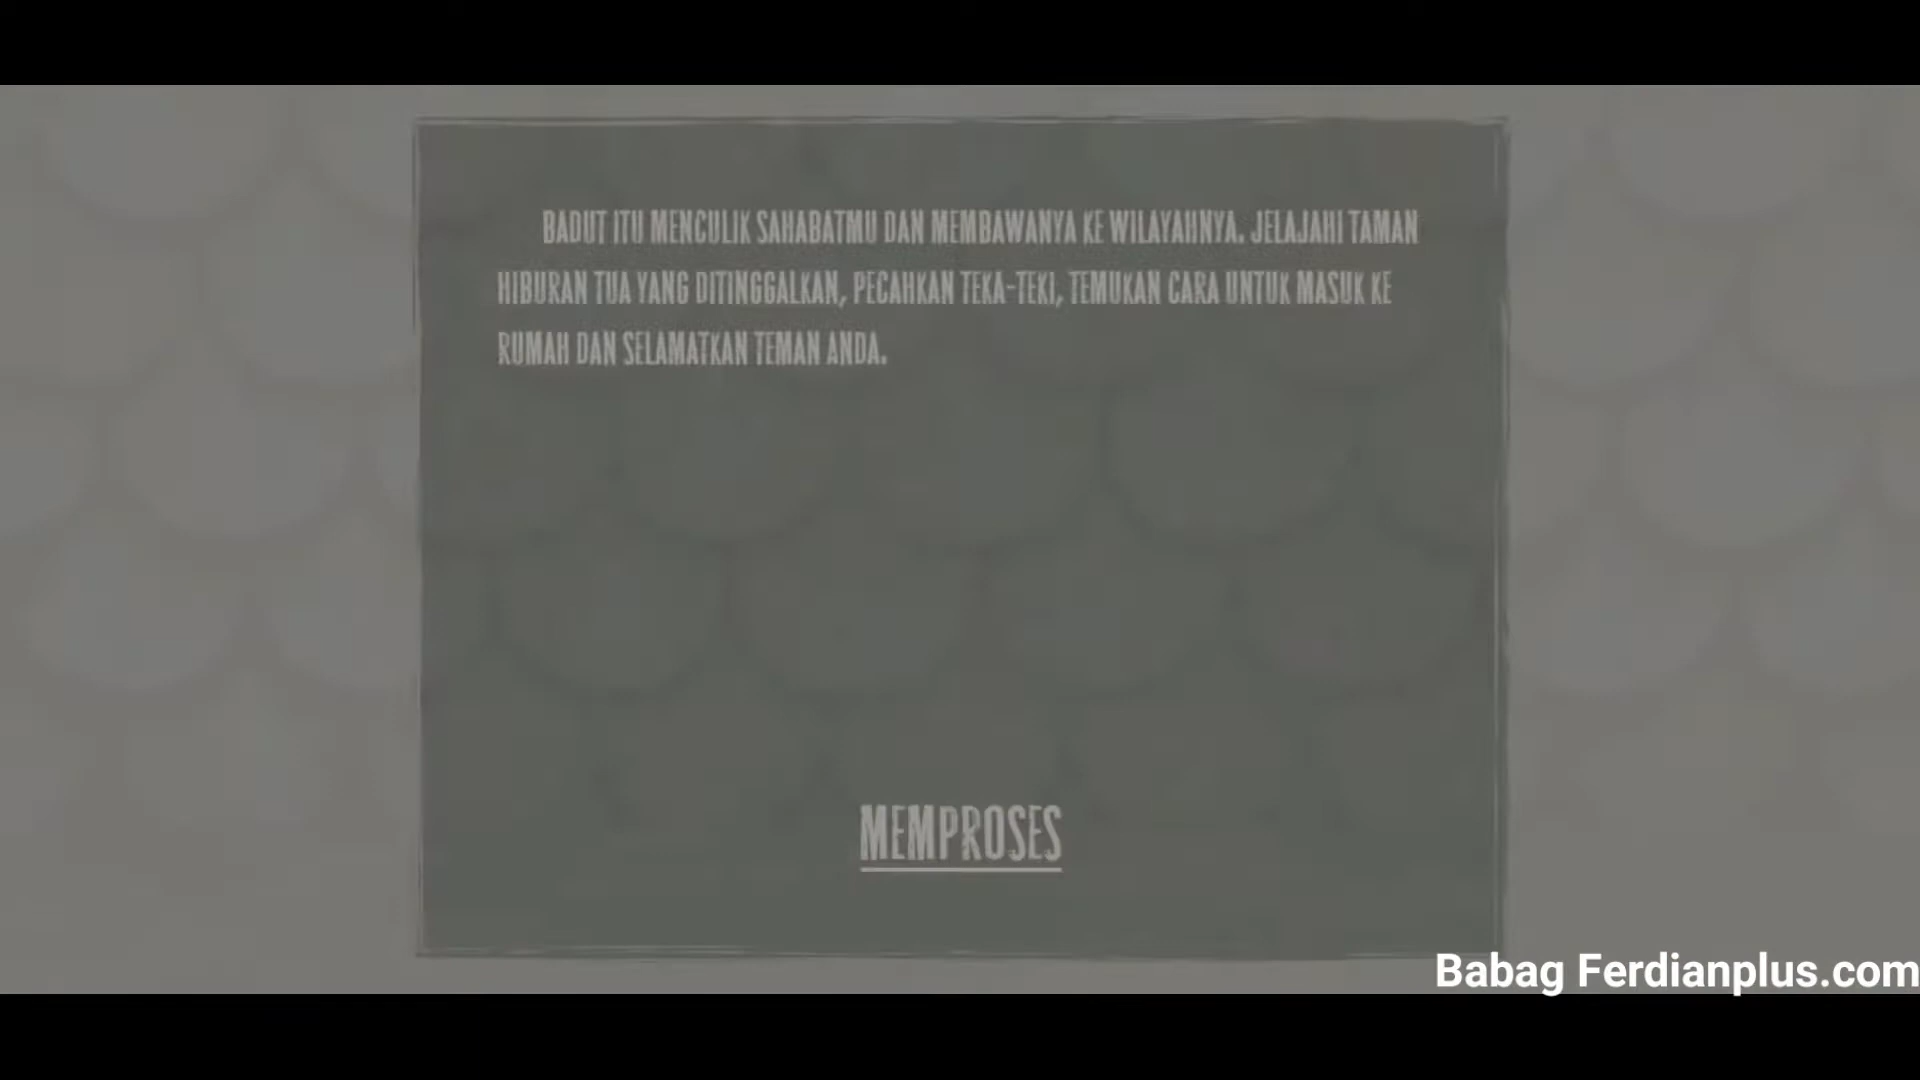 BADUT ITU MENCULIK SAHABATMU DAN MEMBAWANYA KE WILAYAHNYA. JELAJAHI TAMAN
HIBURAN TUA YANG DITINGGALKAN, PECAHKAN TEKA-TEKI, TEMUKAN CARA UNTUK MASUK KE
RUMAH DAN SELAMATKAN TEMAN ANDA.
MEMPROSES
Babag Ferdianplus.com